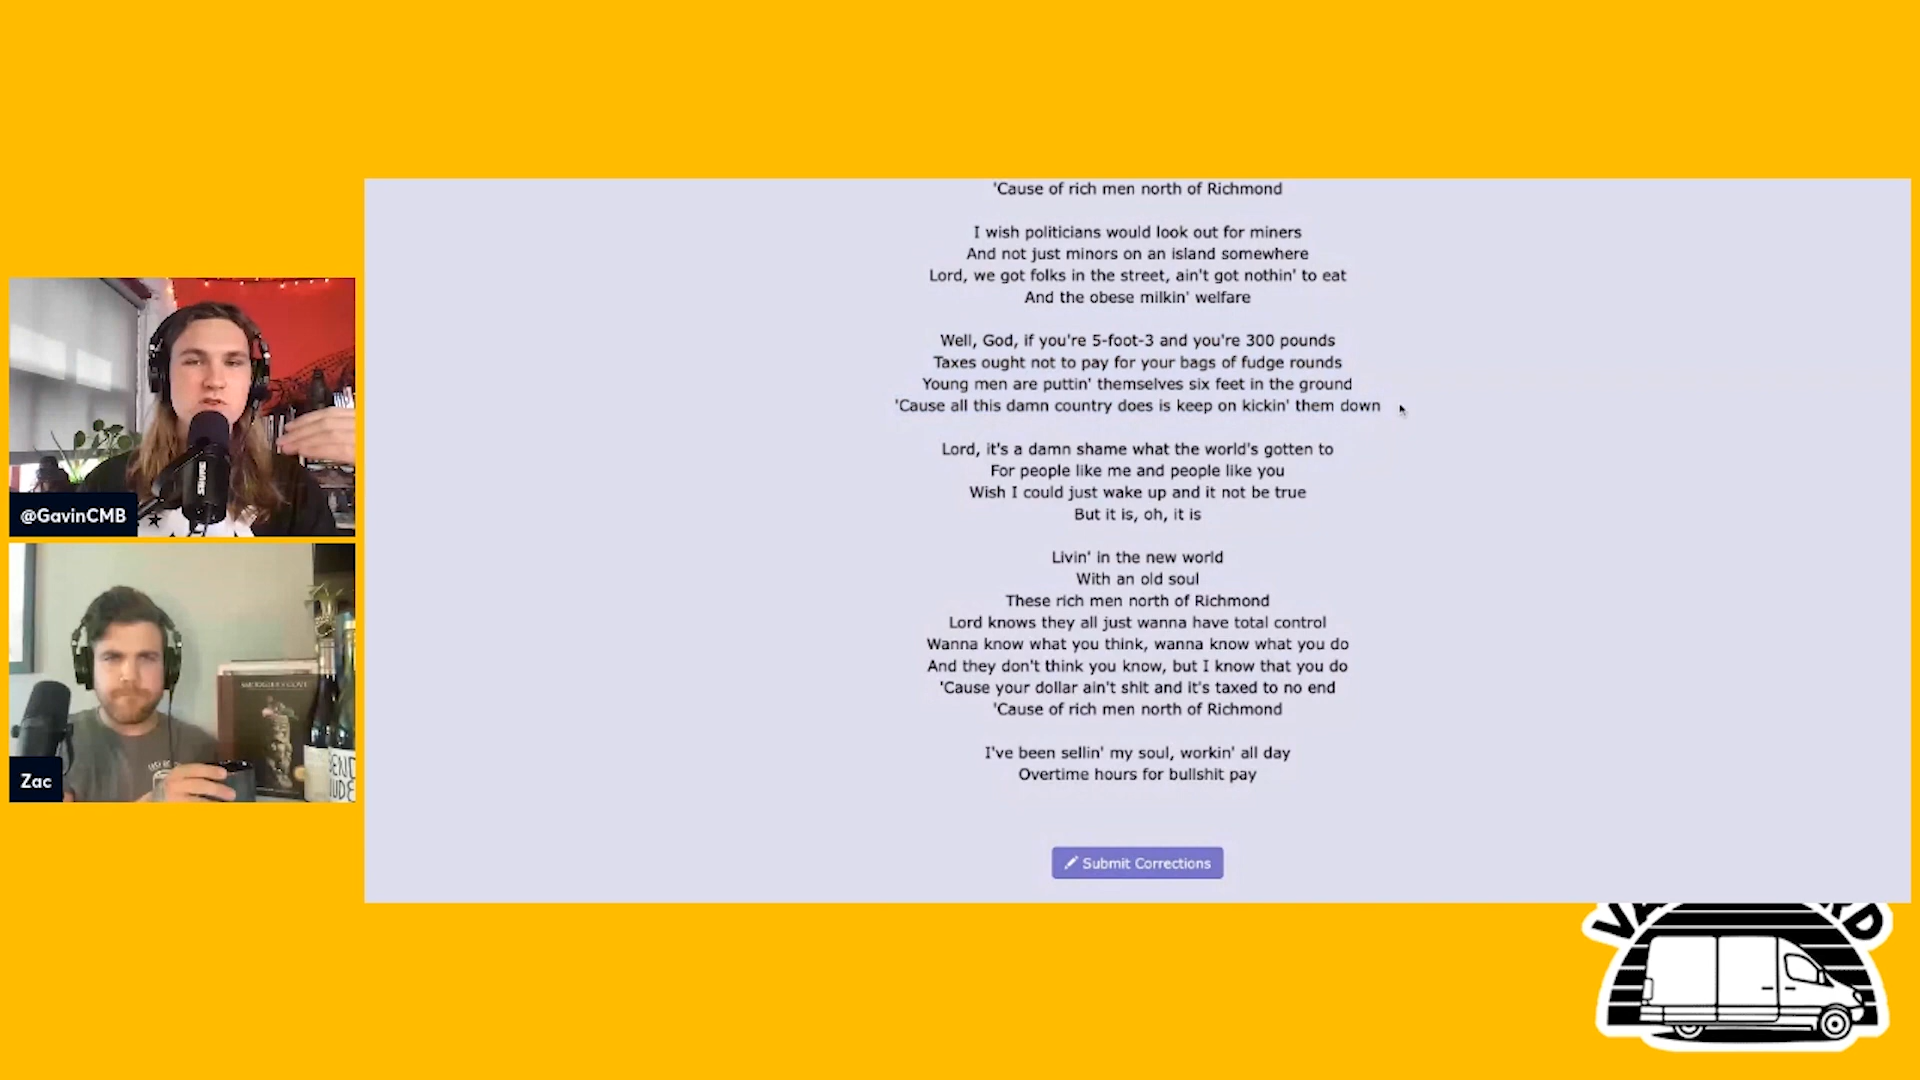 'Cause of rich men north of Richmond
I wish politicians would look out for miners
And not just minors on an island somewhere
Lord, we got folks in the street, ain't got nothin' to eat
And the obese milkin' welfare
Well, God, if you're 5-foot-3 and you're 300 pounds
Taxes ought not to pay for your bags of fudge rounds
Young men are puttin' themselves six feet in the ground
'Cause all this damn country does is keep on kickin' them down
Lord, it's a damn shame what the world's gotten to
For people like me and people like you
Wish I could just wake up and it not be true
But it is, oh, it is
Livin' in the new world
With an old soul
These rich men north of Richmond
Lord knows they all just wanna have total control
Wanna know what you think, wanna know what you do
And they don't think you know, but I know that you do
'Cause your dollar ain't shit and it's taxed to no end
'Cause of rich men north of Richmond
I've been sellin' my soul, workin' all day
Overtime hours for bullshit pay
Submit Corrections
SHURE
@GavinCMB
Zac